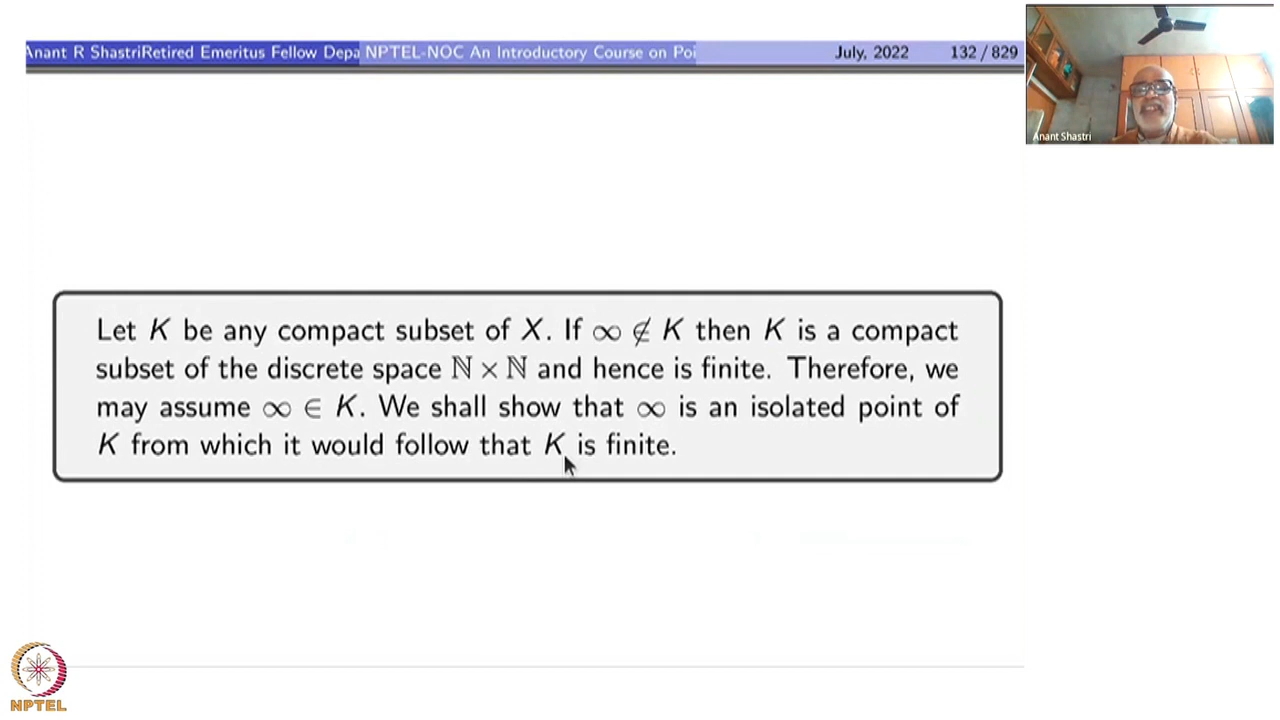 Anant R ShastriRetired Emeritus Fellow Depa NPTEL-NOC An Introductory Course on Poi July, 2022 132 / 829
Anant Shastri
Let K be any compact subset of X. If ∞ ∉ K then K is a compact
subset of the discrete space ℕ × ℕ and hence is finite. Therefore, we
may assume ∞ ∈ K. We shall show that ∞ is an isolated point of
K from which it would follow that K is finite.
NPTEL